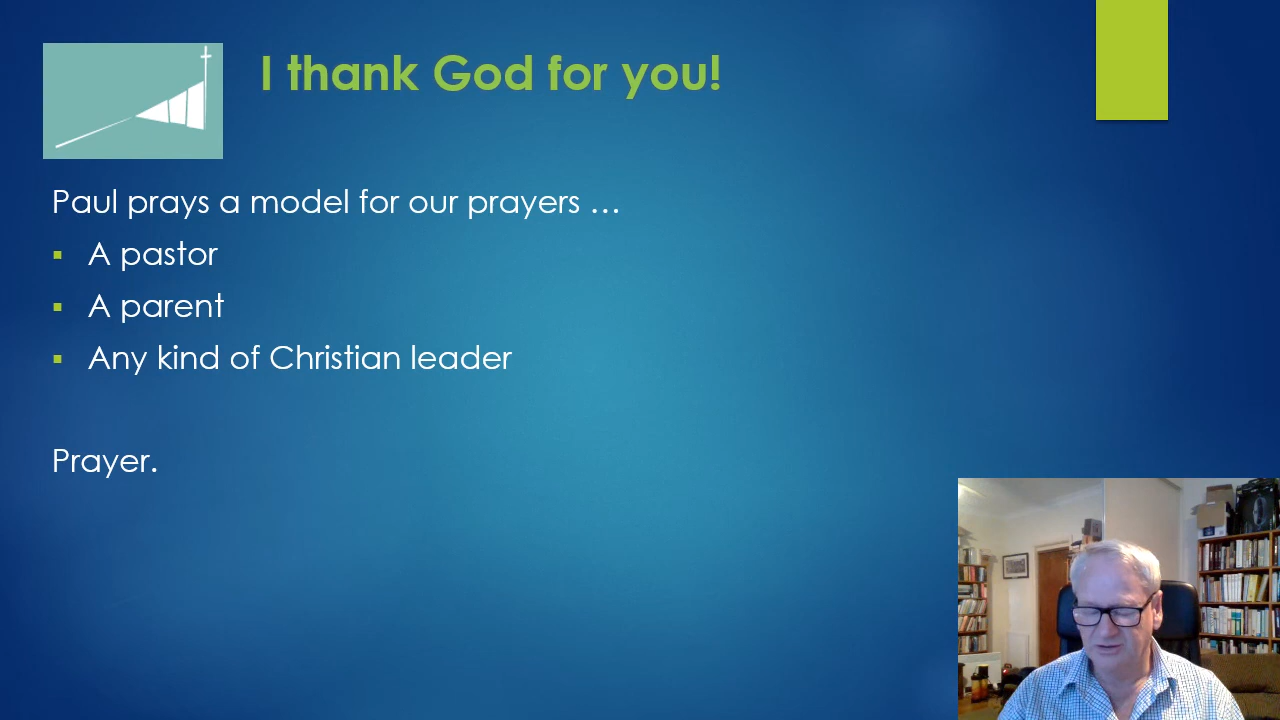 I thank God for you!
Paul prays a model for our prayers …
▪ A pastor
▪ A parent
▪ Any kind of Christian leader
Prayer.